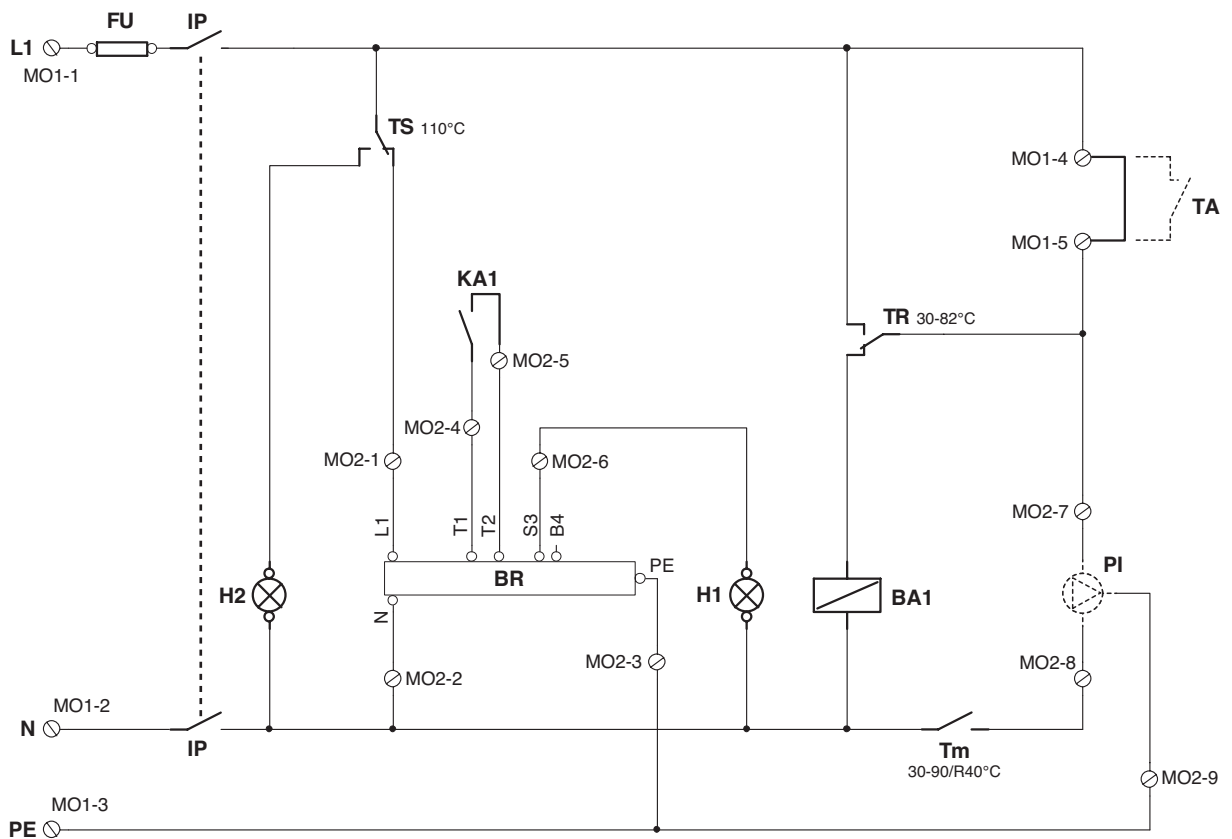 FU
IP
L1
MO1-1
TS 110°C
MO1-4
TA
MO1-5
KA1
TR 30-82°C
MO2-5
MO2-4
MO2-1
MO2-6
MO2-7
L1
T1
T2
S3
B4
PE
PI
BR
H2
H1
BA1
N
MO2-3
MO2-8
MO2-2
MO1-2
N
IP
Tm
30-90/R40°C
MO2-9
MO1-3
PE